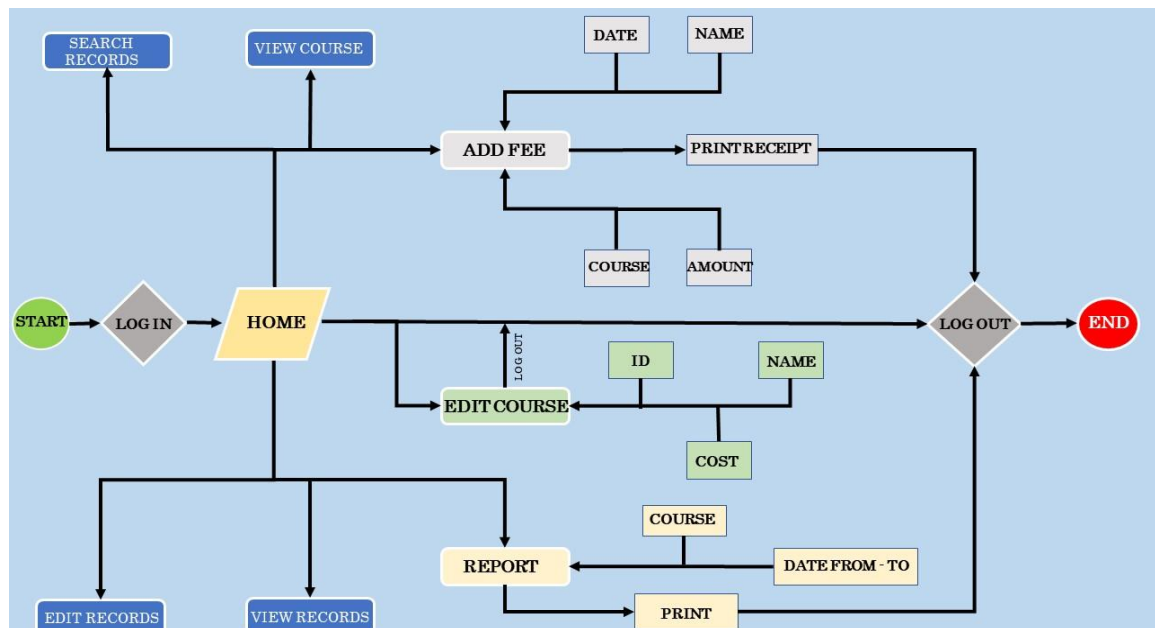 SEARCH
RECORDS
VIEW COURSE
DATE
NAME
ADD FEE
PRINT RECEIPT
COURSE
AMOUNT
START
LOG IN
HOME
LOG OUT
END
LOG OUT
ID
NAME
EDIT COURSE
COST
COURSE
REPORT
DATE FROM - TO
EDIT RECORDS
VIEW RECORDS
PRINT